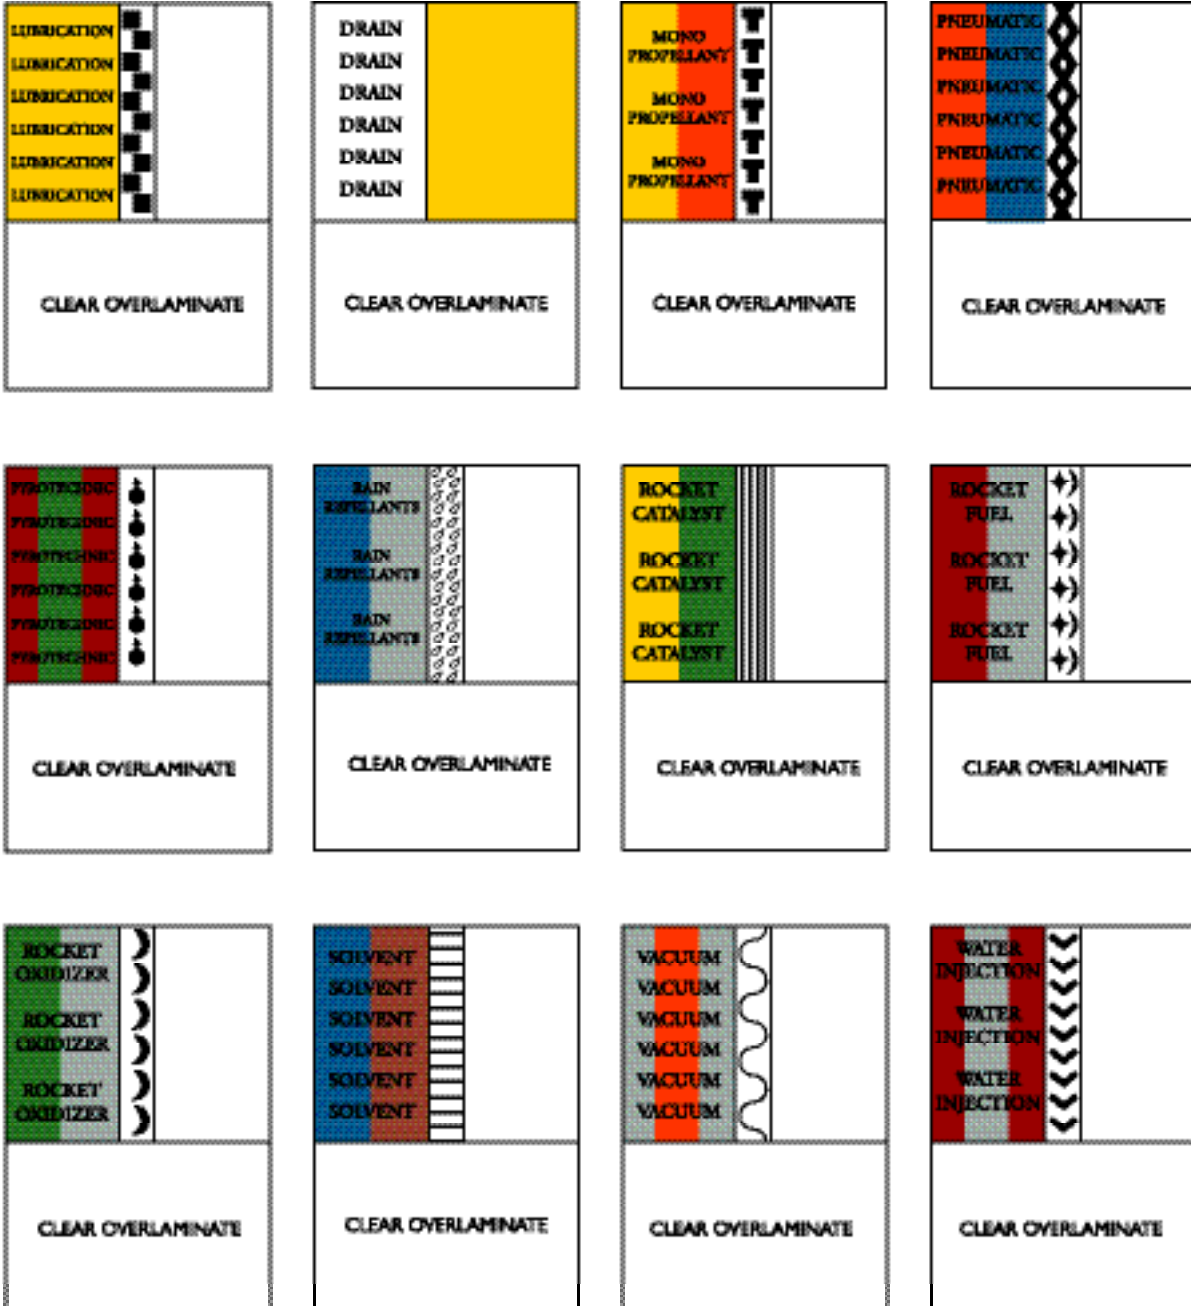 LUBRICATION
LUBRICATION
LUBRICATION
LUBRICATION
LUBRICATION
LUBRICATION
CLEAR OVERLAMINATE
DRAIN
DRAIN
DRAIN
DRAIN
DRAIN
DRAIN
CLEAR OVERLAMINATE
MONO
PROPELLANT
MONO
PROPELLANT
MONO
PROPELLANT
CLEAR OVERLAMINATE
PNEUMATIC
PNEUMATIC
PNEUMATIC
PNEUMATIC
PNEUMATIC
PNEUMATIC
CLEAR OVERLAMINATE
PYROTECHNIC
PYROTECHNIC
PYROTECHNIC
PYROTECHNIC
PYROTECHNIC
PYROTECHNIC
CLEAR OVERLAMINATE
RAIN
REPELLANTS
RAIN
REPELLANTS
RAIN
REPELLANTS
CLEAR OVERLAMINATE
ROCKET
CATALYST
ROCKET
CATALYST
ROCKET
CATALYST
CLEAR OVERLAMINATE
ROCKET
FUEL
ROCKET
FUEL
ROCKET
FUEL
CLEAR OVERLAMINATE
ROCKET
OXIDIZER
ROCKET
OXIDIZER
ROCKET
OXIDIZER
CLEAR OVERLAMINATE
SOLVENT
SOLVENT
SOLVENT
SOLVENT
SOLVENT
SOLVENT
CLEAR OVERLAMINATE
VACUUM
VACUUM
VACUUM
VACUUM
VACUUM
VACUUM
CLEAR OVERLAMINATE
WATER
INJECTION
WATER
INJECTION
WATER
INJECTION
CLEAR OVERLAMINATE